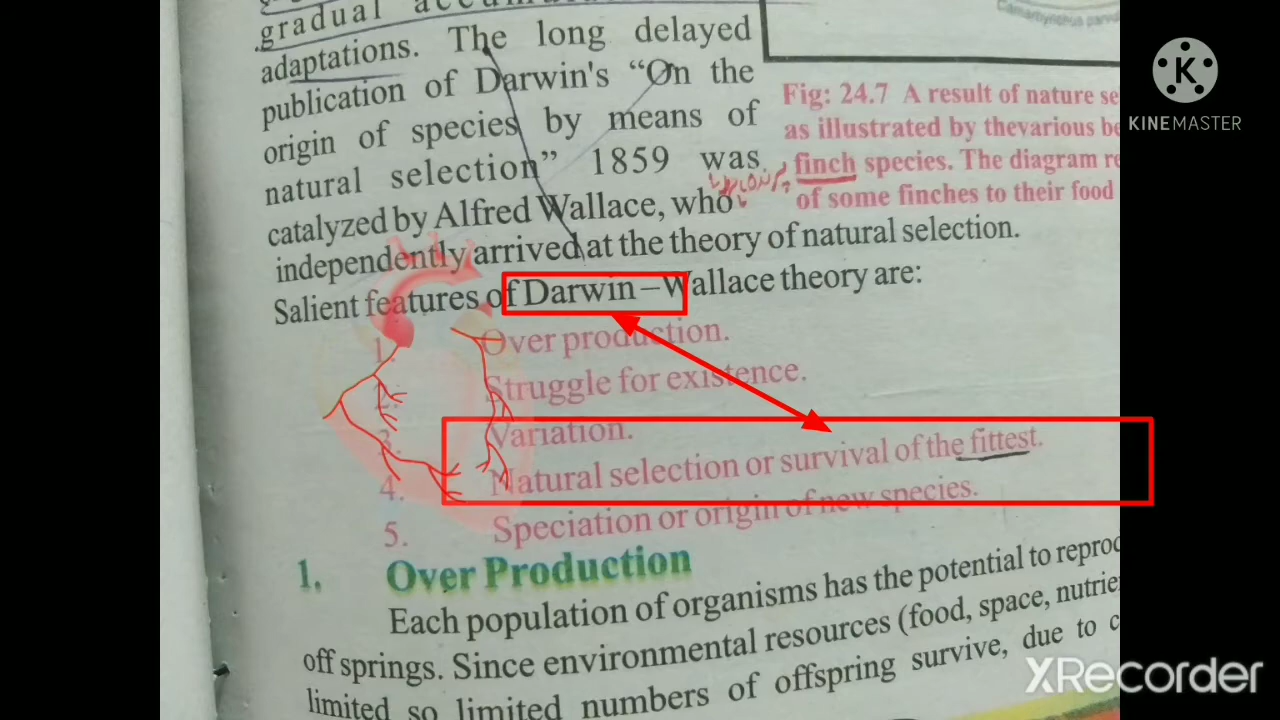 gradual
adaptations. The long delayed
publication of Darwin's “On the
origin of species by means of
natural selection” 1859 was
catalyzed by Alfred Wallace, who
independently arrived at the theory of natural selection.
Salient features of Darwin–Wallace theory are:
1. Over production.
2. Struggle for existence.
3. Variation.
4. Natural selection or survival of the fittest.
5. Speciation or origin of new species.
1. Over Production
Each population of organisms has the potential to reproc
off springs. Since environmental resources (food, space, nutrie
limited so limited numbers of offspring survive, due to c
Fig: 24.7 A result of nature se
as illustrated by thevarious be
finch species. The diagram re
of some finches to their food
K
KINEMASTER
XRecorder